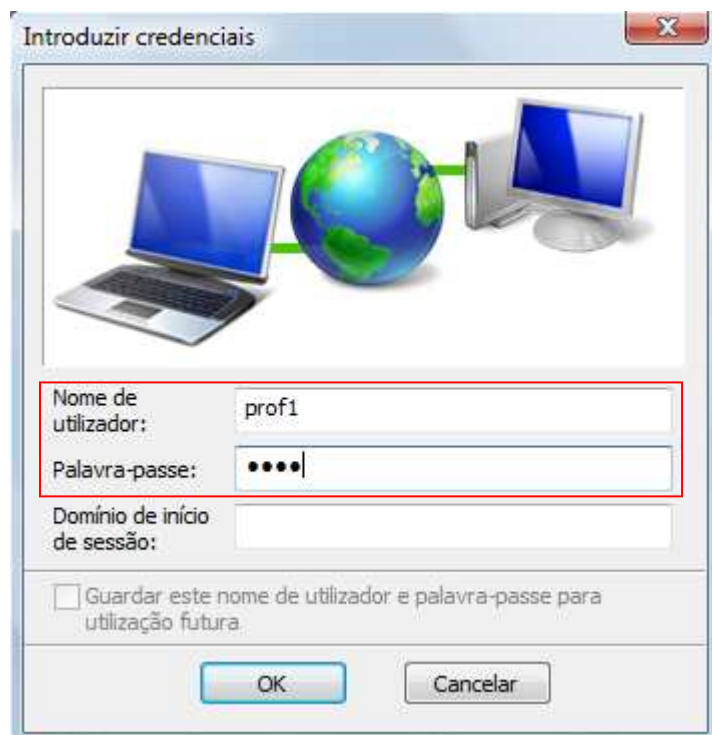 Introduzir credenciais
Nome de
utilizador:
prof1
Palavra-passe:
••••
Domínio de início
de sessão:
Guardar este nome de utilizador e palavra-passe para
utilização futura
OK
Cancelar